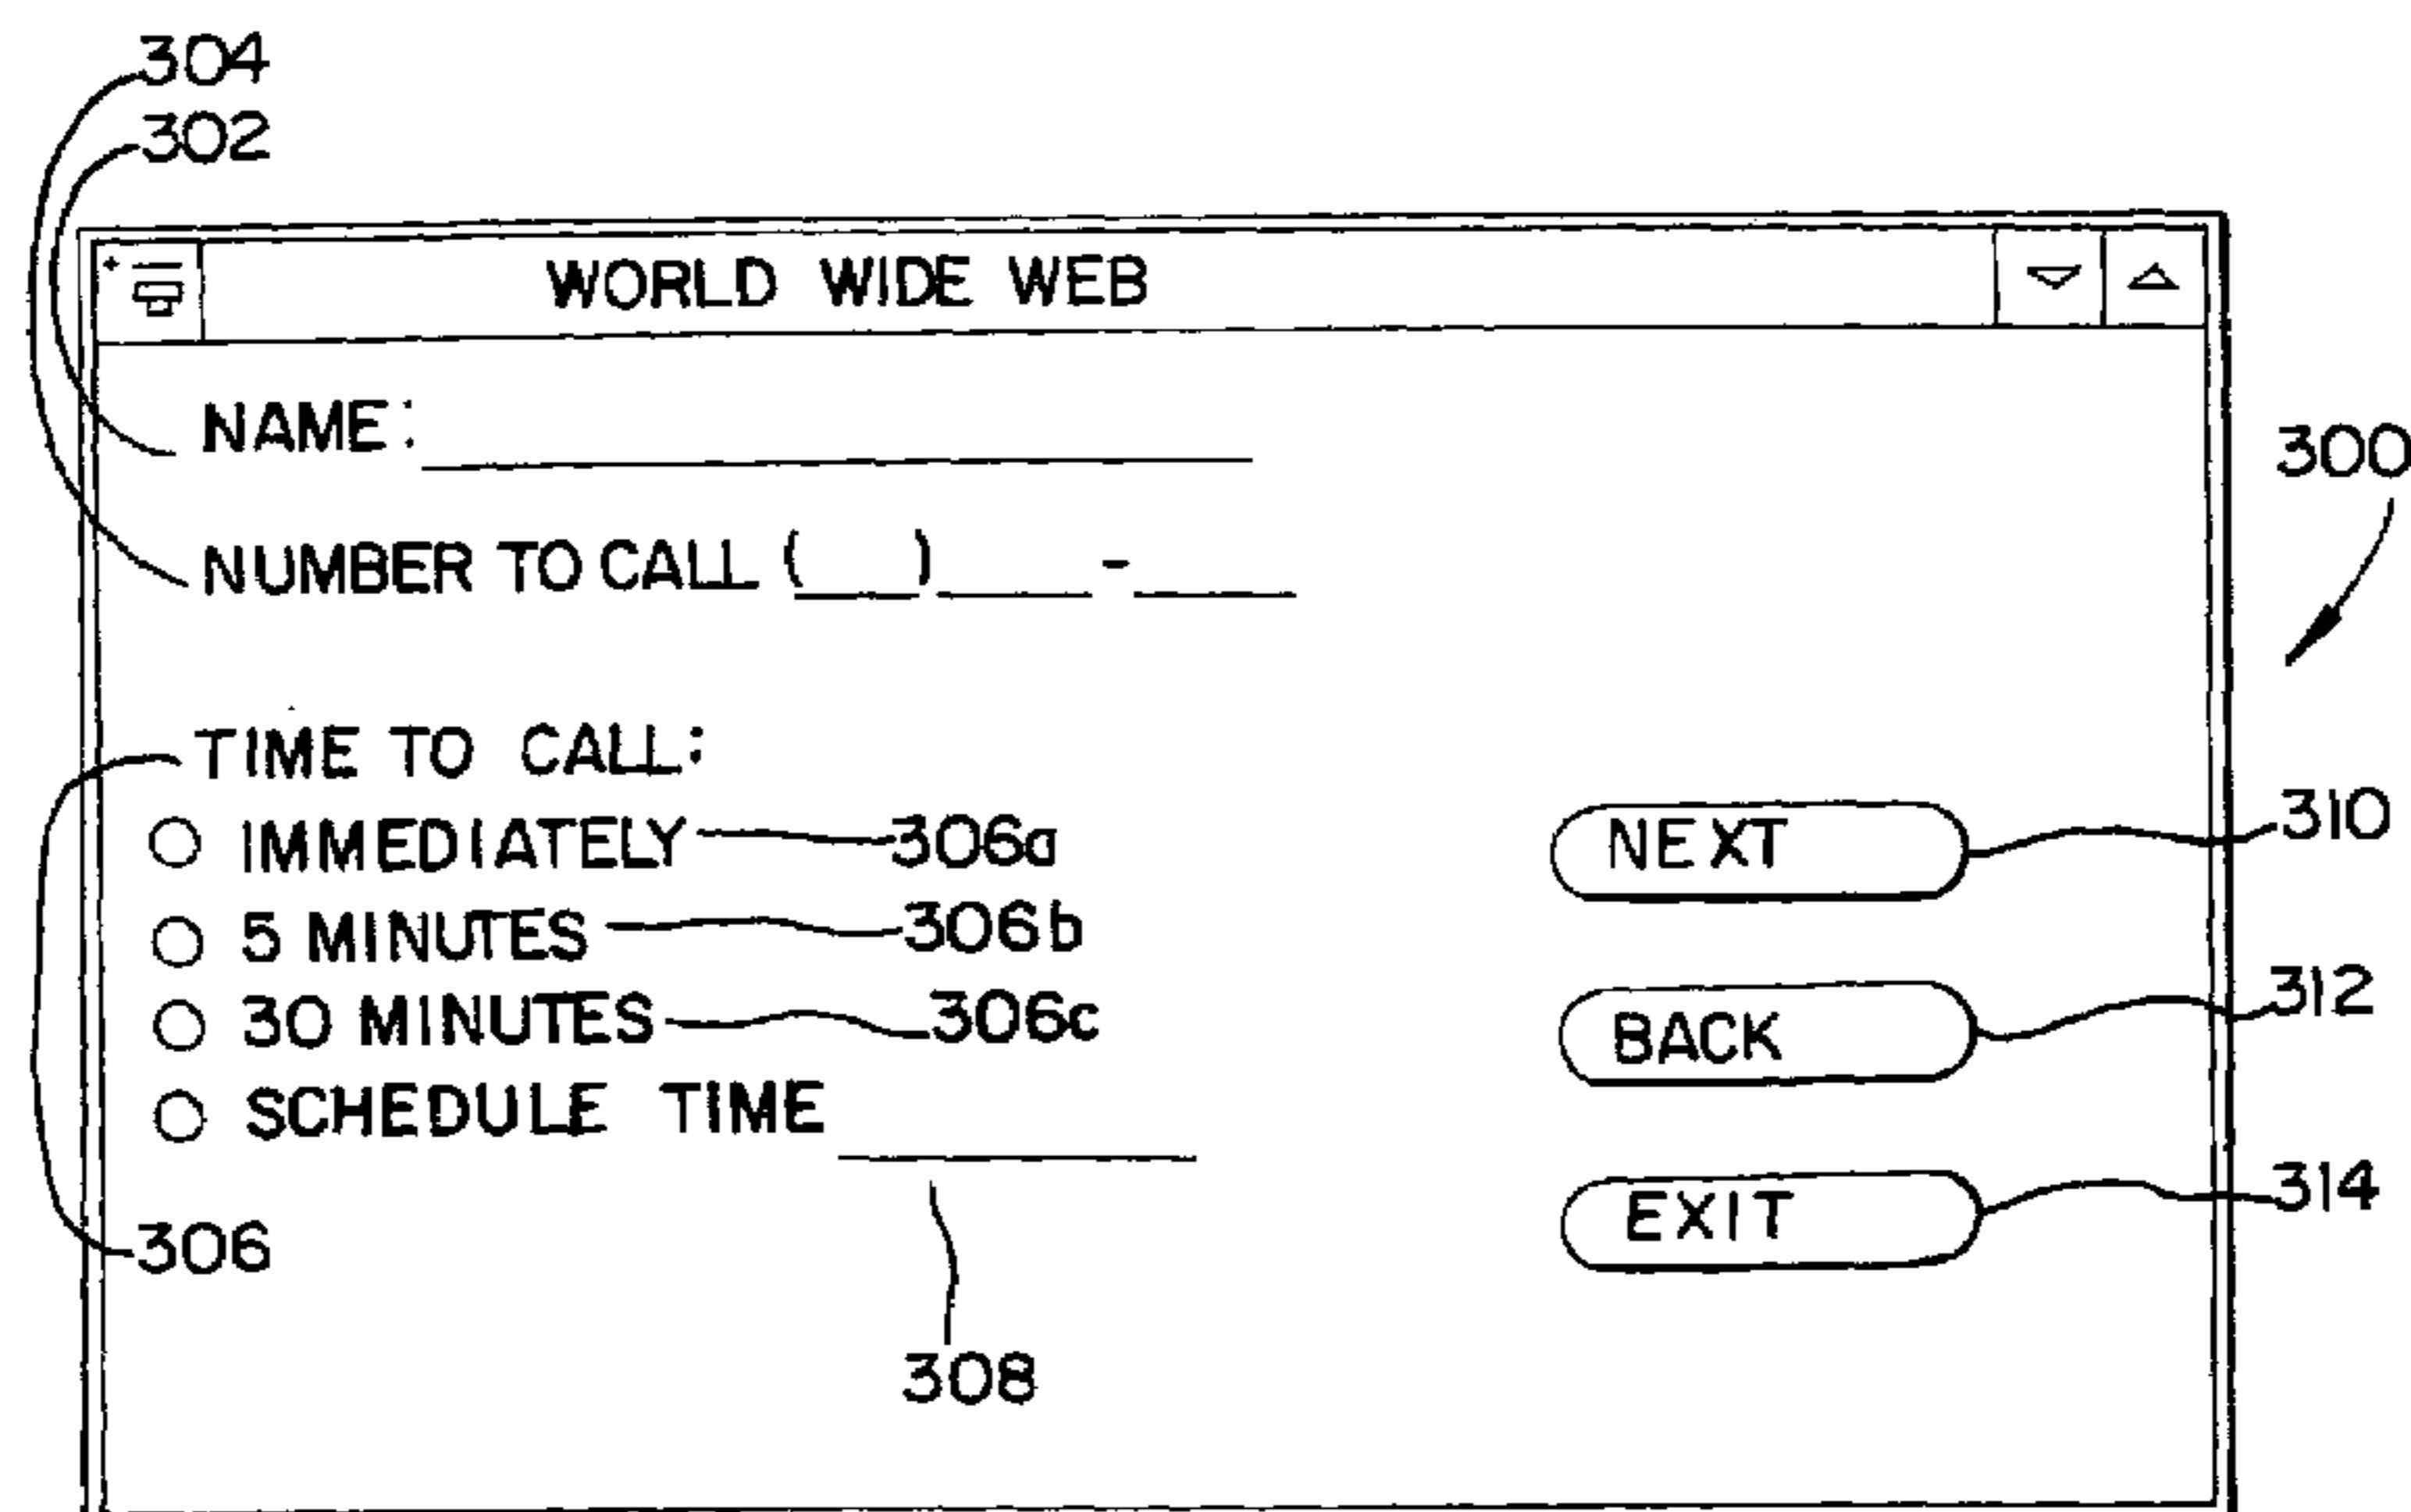 304
302
WORLD WIDE WEB
NAME:
300
NUMBER TO CALL (   )    -
TIME TO CALL:
IMMEDIATELY 306a
NEXT 310
5 MINUTES 306b
30 MINUTES 306c
BACK 312
SCHEDULE TIME
EXIT 314
306
308